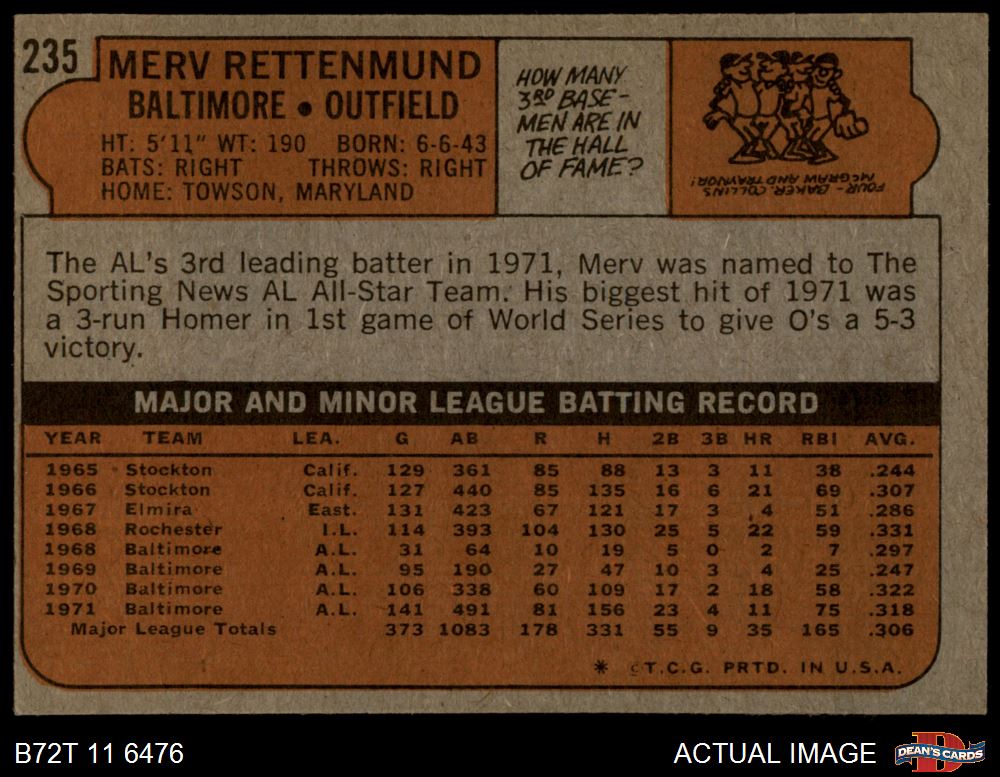 235
MERV RETTENMUND
BALTIMORE • OUTFIELD
HT: 5'11" WT: 190 BORN: 6-6-43
BATS: RIGHT THROWS: RIGHT
HOME: TOWSON, MARYLAND
HOW MANY
3RD BASE-
MEN ARE IN
THE HALL
OF FAME?
FOUR - BAKER, COLLINS,
MCGRAW AND TRAYNOR!
The AL's 3rd leading batter in 1971, Merv was named to The
Sporting News AL All-Star Team. His biggest hit of 1971 was
a 3-run Homer in 1st game of World Series to give O's a 5-3
victory.
MAJOR AND MINOR LEAGUE BATTING RECORD
YEAR TEAM LEA. G AB R H 2B 3B HR RBI AVG.
1965 Stockton Calif. 129 361 85 88 13 3 11 38 .244
1966 Stockton Calif. 127 440 85 135 16 6 21 69 .307
1967 Elmira East. 131 423 67 121 17 3 4 51 .286
1968 Rochester I.L. 114 393 104 130 25 5 22 59 .331
1968 Baltimore A.L. 31 64 10 19 5 0 2 7 .297
1969 Baltimore A.L. 95 190 27 47 10 3 4 25 .247
1970 Baltimore A.L. 106 338 60 109 17 2 18 58 .322
1971 Baltimore A.L. 141 491 81 156 23 4 11 75 .318
Major League Totals 373 1083 178 331 55 9 35 165 .306
* ©T.C.G. PRTD. IN U.S.A.
B72T 11 6476
ACTUAL IMAGE
D
DEAN'S CARDS